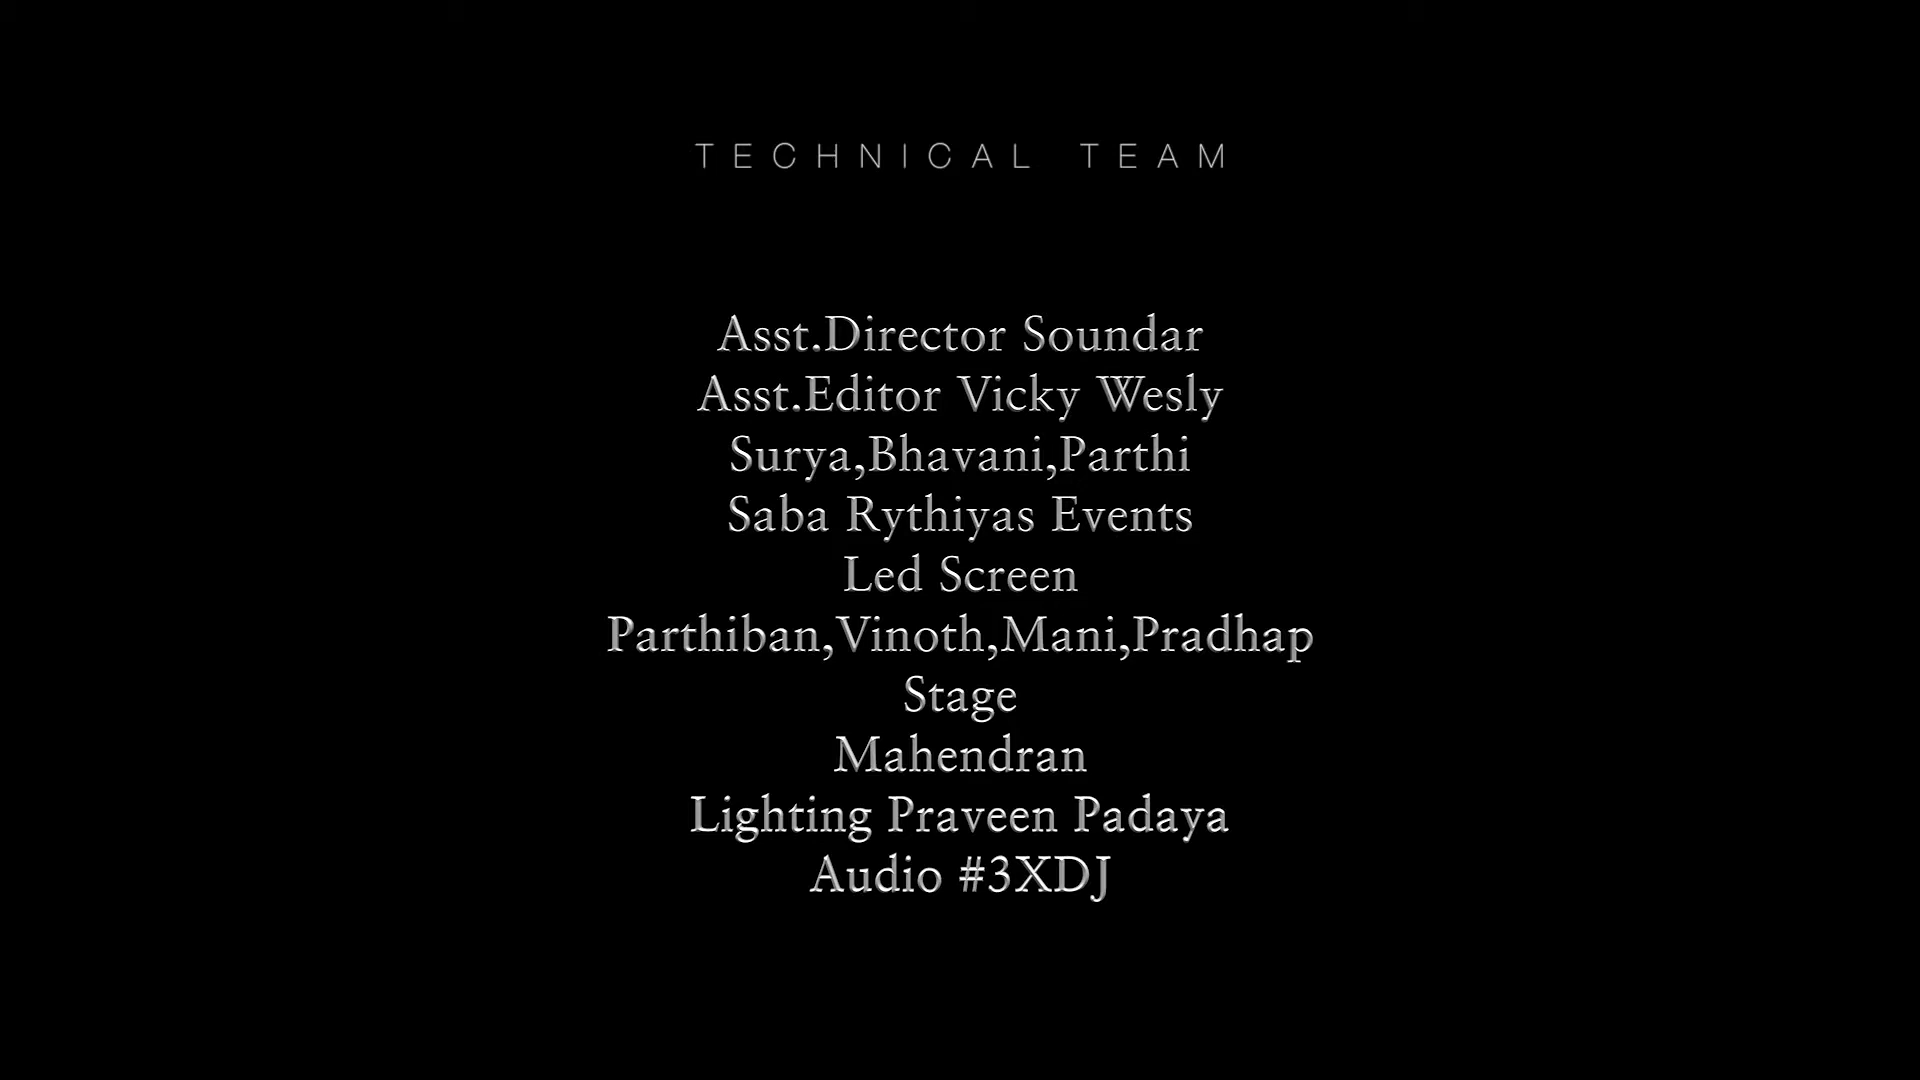 TECHNICAL TEAM
Asst.Director Soundar
Asst.Editor Vicky Wesly
Surya,Bhavani,Parthi
Saba Rythiyas Events
Led Screen
Parthiban,Vinoth,Mani,Pradhap
Stage
Mahendran
Lighting Praveen Padaya
Audio #3XDJ